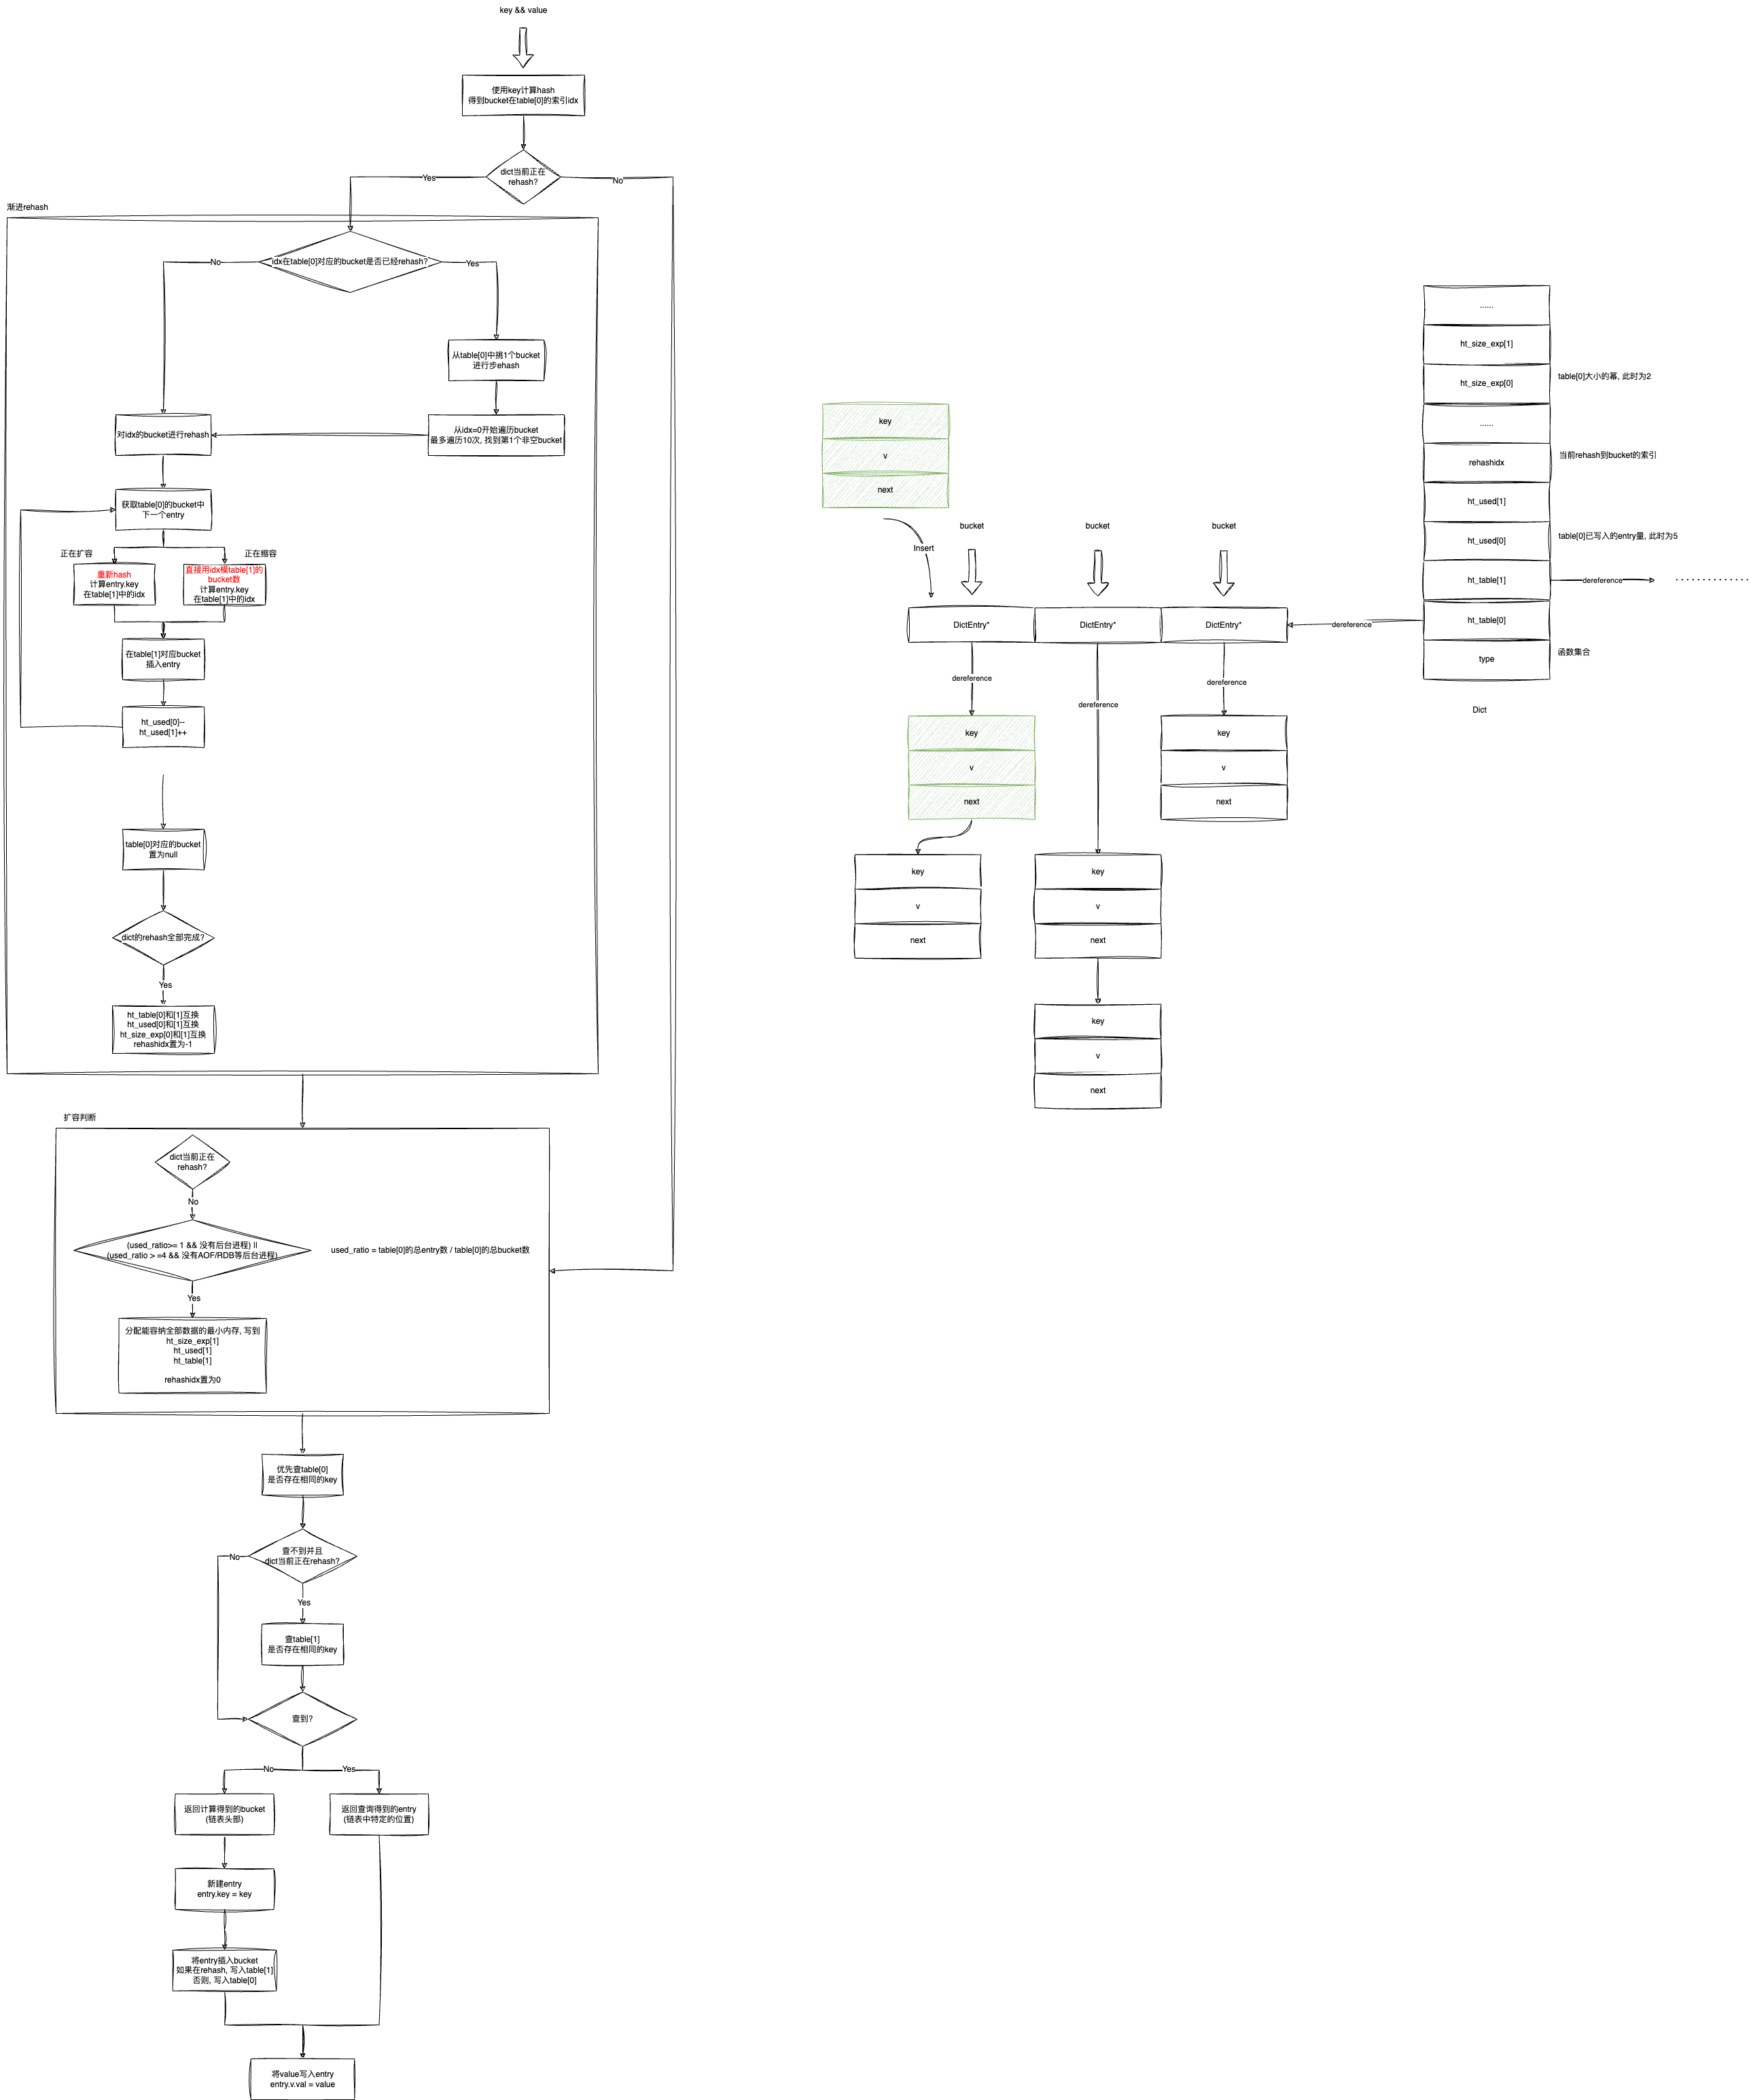 key && value
使用key计算hash
得到bucket在table[0]的索引idx
dict当前正在
rehash?
Yes
No
渐进rehash
idx在table[0]对应的bucket是否已经rehash?
No
Yes
从table[0]中挑1个bucket
进行步ehash
对idx的bucket进行rehash
从idx=0开始遍历bucket
最多遍历10次, 找到第1个非空bucket
获取table[0]的bucket中
下一个entry
正在扩容
正在缩容
重新hash
计算entry.key
在table[1]中的idx
直接用idx模table[1]的
bucket数
计算entry.key
在table[1]中的idx
在table[1]对应bucket
插入entry
ht_used[0]--
ht_used[1]++
table[0]对应的bucket
置为null
dict的rehash全部完成?
Yes
ht_table[0]和[1]互换
ht_used[0]和[1]互换
ht_size_exp[0]和[1]互换
rehashidx置为-1
扩容判断
dict当前正在
rehash?
No
(used_ratio>= 1 && 没有后台进程) ||
(used_ratio > =4 && 没有AOF/RDB等后台进程)
used_ratio = table[0]的总entry数 / table[0]的总bucket数
Yes
分配能容纳全部数据的最小内存, 写到
ht_size_exp[1]
ht_used[1]
ht_table[1]
rehashidx置为0
优先查table[0]
是否存在相同的key
查不到并且
dict当前正在rehash?
No
Yes
查table[1]
是否存在相同的key
查到?
No
Yes
返回计算得到的bucket
(链表头部)
返回查询得到的entry
(链表中特定的位置)
新建entry
entry.key = key
将entry插入bucket
如果在rehash, 写入table[1]
否则, 写入table[0]
将value写入entry
entry.v.val = value
key
v
next
Insert
bucket
bucket
bucket
DictEntry*
DictEntry*
DictEntry*
dereference
dereference
dereference
dereference
key
v
next
key
v
next
key
v
next
key
v
next
key
v
next
......
ht_size_exp[1]
ht_size_exp[0]
table[0]大小的幂, 此时为2
......
rehashidx
当前rehash到bucket的索引
ht_used[1]
ht_used[0]
table[0]已写入的entry量, 此时为5
ht_table[1]
dereference
ht_table[0]
type
函数集合
Dict